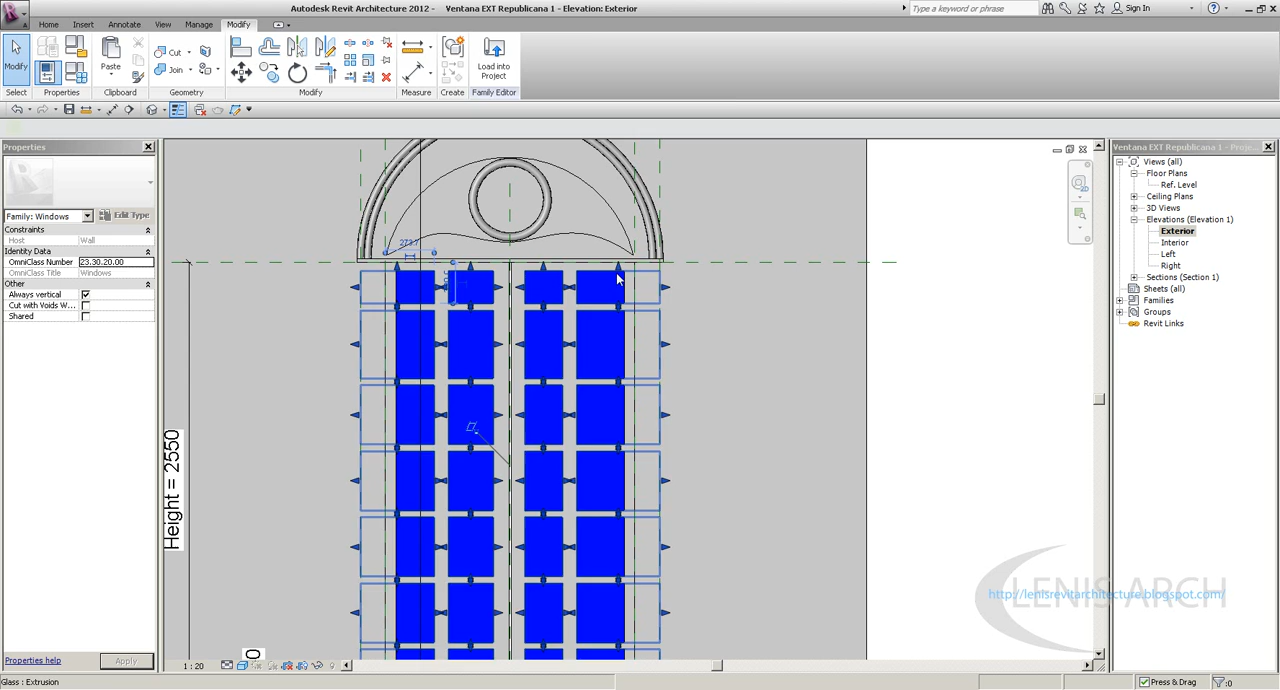 Autodesk Revit Architecture 2012 - Ventana EXT Republicana 1 - Elevation: Exterior
Type a keyword or phrase
Sign In
Home
Insert
Annotate
View
Manage
Modify
Modify
Select
Properties
Paste
Clipboard
Cut
Join
Geometry
Modify
Measure
Create
Load into
Project
Family Editor
Properties
Family: Windows
Edit Type
Constraints
Host Wall
Identity Data
OmniClass Number 23.30.20.00
OmniClass Title Windows
Other
Always vertical
Cut with Voids W...
Shared
Properties help
Apply
Height = 2550
O
1 : 20
Ventana EXT Republicana 1 - Proje...
Views (all)
Floor Plans
Ref. Level
Ceiling Plans
3D Views
Elevations (Elevation 1)
Exterior
Interior
Left
Right
Sections (Section 1)
Sheets (all)
Families
Groups
Revit Links
LENIS ARCH
http://lenisrevitarchitecture.blogspot.com/
Glass : Extrusion
Press & Drag
:0